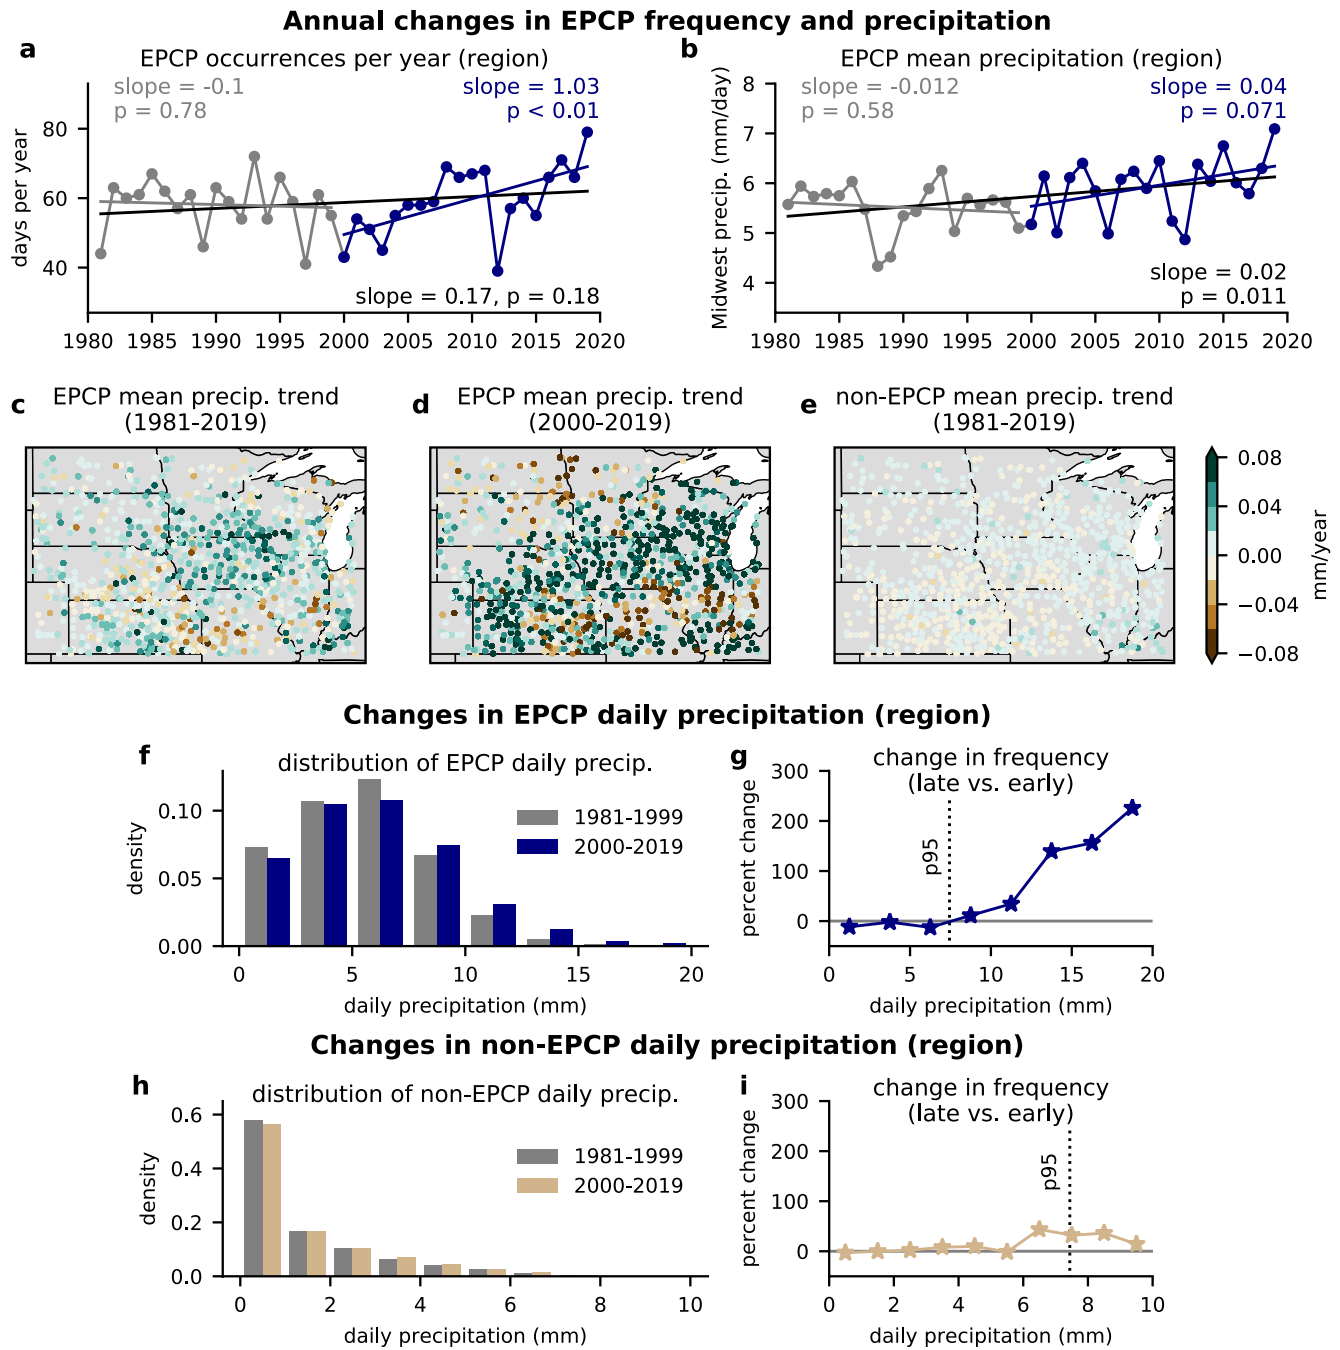 Annual changes in EPCP frequency and precipitation
a
EPCP occurrences per year (region)
slope = -0.1
p = 0.78
slope = 1.03
p < 0.01
days per year
80
60
40
slope = 0.17, p = 0.18
1980 1985 1990 1995 2000 2005 2010 2015 2020
b
EPCP mean precipitation (region)
slope = -0.012
p = 0.58
slope = 0.04
p = 0.071
Midwest precip. (mm/day)
8
7
6
5
4
slope = 0.02
p = 0.011
1980 1985 1990 1995 2000 2005 2010 2015 2020
c
EPCP mean precip. trend
(1981-2019)
d
EPCP mean precip. trend
(2000-2019)
e
non-EPCP mean precip. trend
(1981-2019)
0.08
0.04
0.00
−0.04
−0.08
mm/year
Changes in EPCP daily precipitation (region)
f
distribution of EPCP daily precip.
1981-1999
2000-2019
density
0.10
0.05
0.00
0 5 10 15 20
daily precipitation (mm)
g
change in frequency
(late vs. early)
p95
percent change
300
200
100
0
0 5 10 15 20
daily precipitation (mm)
Changes in non-EPCP daily precipitation (region)
h
distribution of non-EPCP daily precip.
1981-1999
2000-2019
density
0.6
0.4
0.2
0.0
0 2 4 6 8 10
daily precipitation (mm)
i
change in frequency
(late vs. early)
p95
percent change
300
200
100
0
0 2 4 6 8 10
daily precipitation (mm)